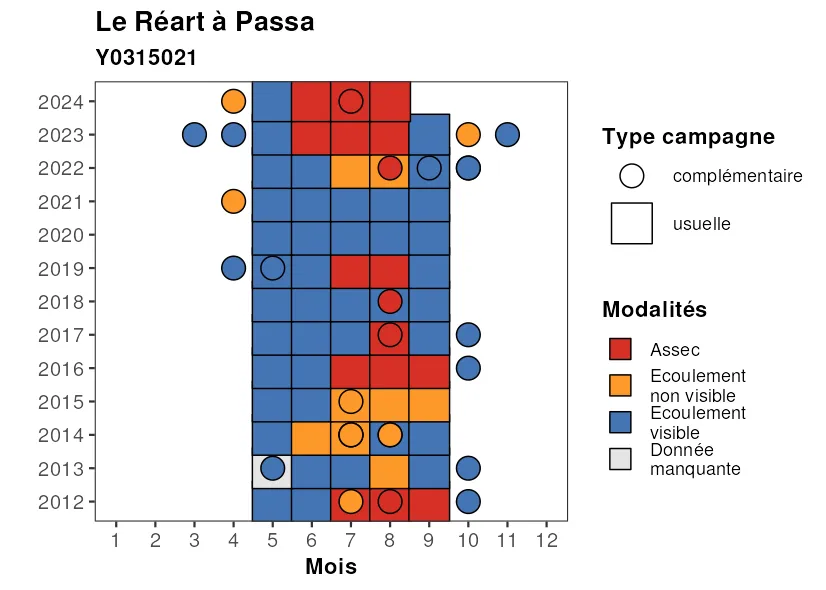 Le Réart à Passa
Y0315021
2024
2023
2022
2021
2020
2019
2018
2017
2016
2015
2014
2013
2012
1 2 3 4 5 6 7 8 9 10 11 12
Mois
Type campagne
complémentaire
usuelle
Modalités
Assec
Ecoulement
non visible
Ecoulement
visible
Donnée
manquante